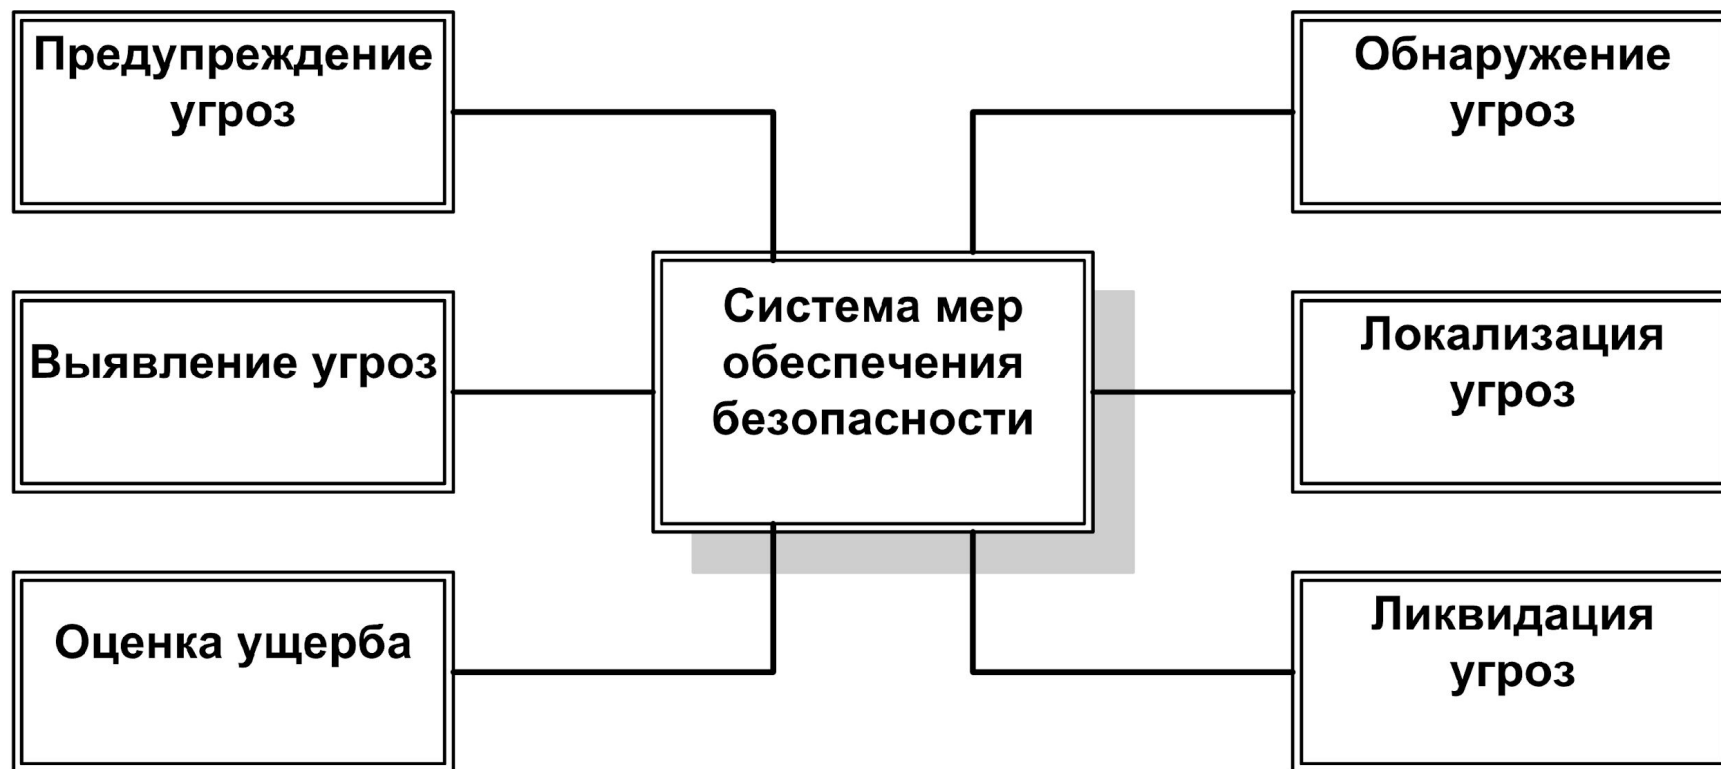 Предупреждение
угроз
Обнаружение
угроз
Система мер
обеспечения
безопасности
Выявление угроз
Локализация
угроз
Оценка ущерба
Ликвидация
угроз